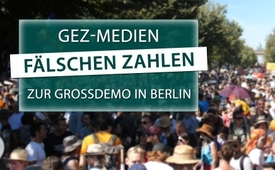 GEZ-MEDIEN
FÄLSCHEN ZAHLEN
ZUR GROSSDEMO IN BERLIN